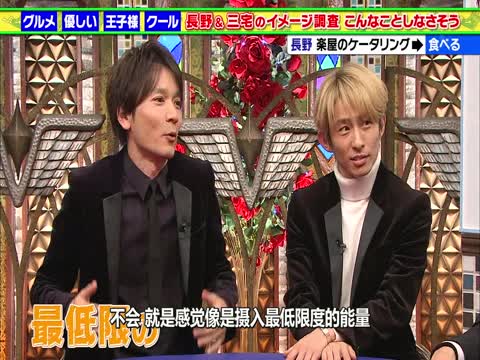 グルメ 優しい 王子様 クール 長野&三宅のイメージ調査 こんなことしなさそう
長野 楽屋のケータリング➡食べる
最低限の
不会 就是感觉像是摄入最低限度的能量